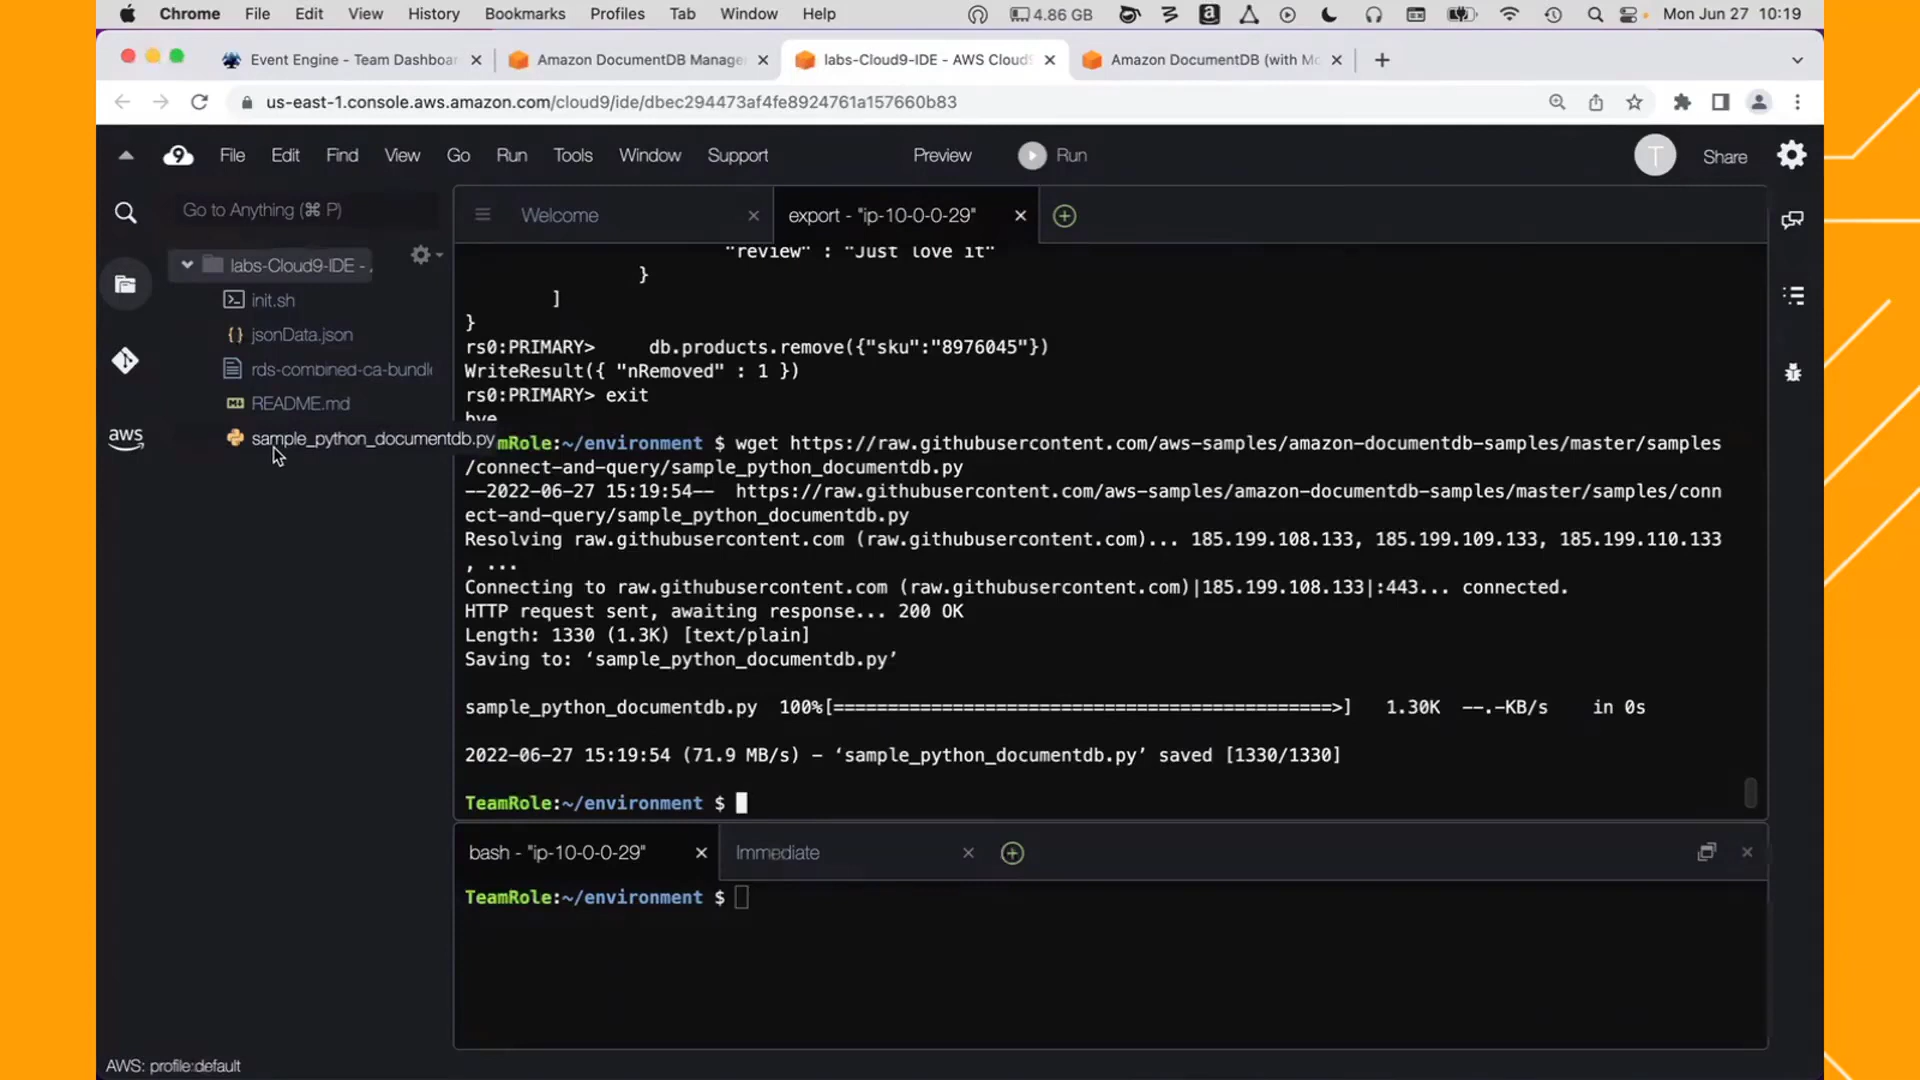 Chrome File Edit View History Bookmarks Profiles Tab Window Help 4.86 GB Mon Jun 27 10:19
Event Engine - Team Dashboar
Amazon DocumentDB Manage
labs-Cloud9-IDE - AWS Cloud9
Amazon DocumentDB (with Mo
us-east-1.console.aws.amazon.com/cloud9/ide/dbec294473af4fe8924761a157660b83
9 File Edit Find View Go Run Tools Window Support Preview Run T Share
Go to Anything (⌘ P)
Welcome
export - "ip-10-0-0-29"
labs-Cloud9-IDE - .
init.sh
jsonData.json
rds-combined-ca-bundle
README.md
sample_python_documentdb.py
aws
"review" : "Just love it"
}
]
}
rs0:PRIMARY> db.products.remove({"sku":"8976045"})
WriteResult({ "nRemoved" : 1 })
rs0:PRIMARY> exit
bye
mRole:~/environment $ wget https://raw.githubusercontent.com/aws-samples/amazon-documentdb-samples/master/samples
/connect-and-query/sample_python_documentdb.py
--2022-06-27 15:19:54-- https://raw.githubusercontent.com/aws-samples/amazon-documentdb-samples/master/samples/conn
ect-and-query/sample_python_documentdb.py
Resolving raw.githubusercontent.com (raw.githubusercontent.com)... 185.199.108.133, 185.199.109.133, 185.199.110.133
, ...
Connecting to raw.githubusercontent.com (raw.githubusercontent.com)|185.199.108.133|:443... connected.
HTTP request sent, awaiting response... 200 OK
Length: 1330 (1.3K) [text/plain]
Saving to: ‘sample_python_documentdb.py’
sample_python_documentdb.py 100%[==============================================>] 1.30K --.-KB/s in 0s
2022-06-27 15:19:54 (71.9 MB/s) - ‘sample_python_documentdb.py’ saved [1330/1330]
TeamRole:~/environment $
bash - "ip-10-0-0-29"
Immediate
TeamRole:~/environment $
AWS: profile:default